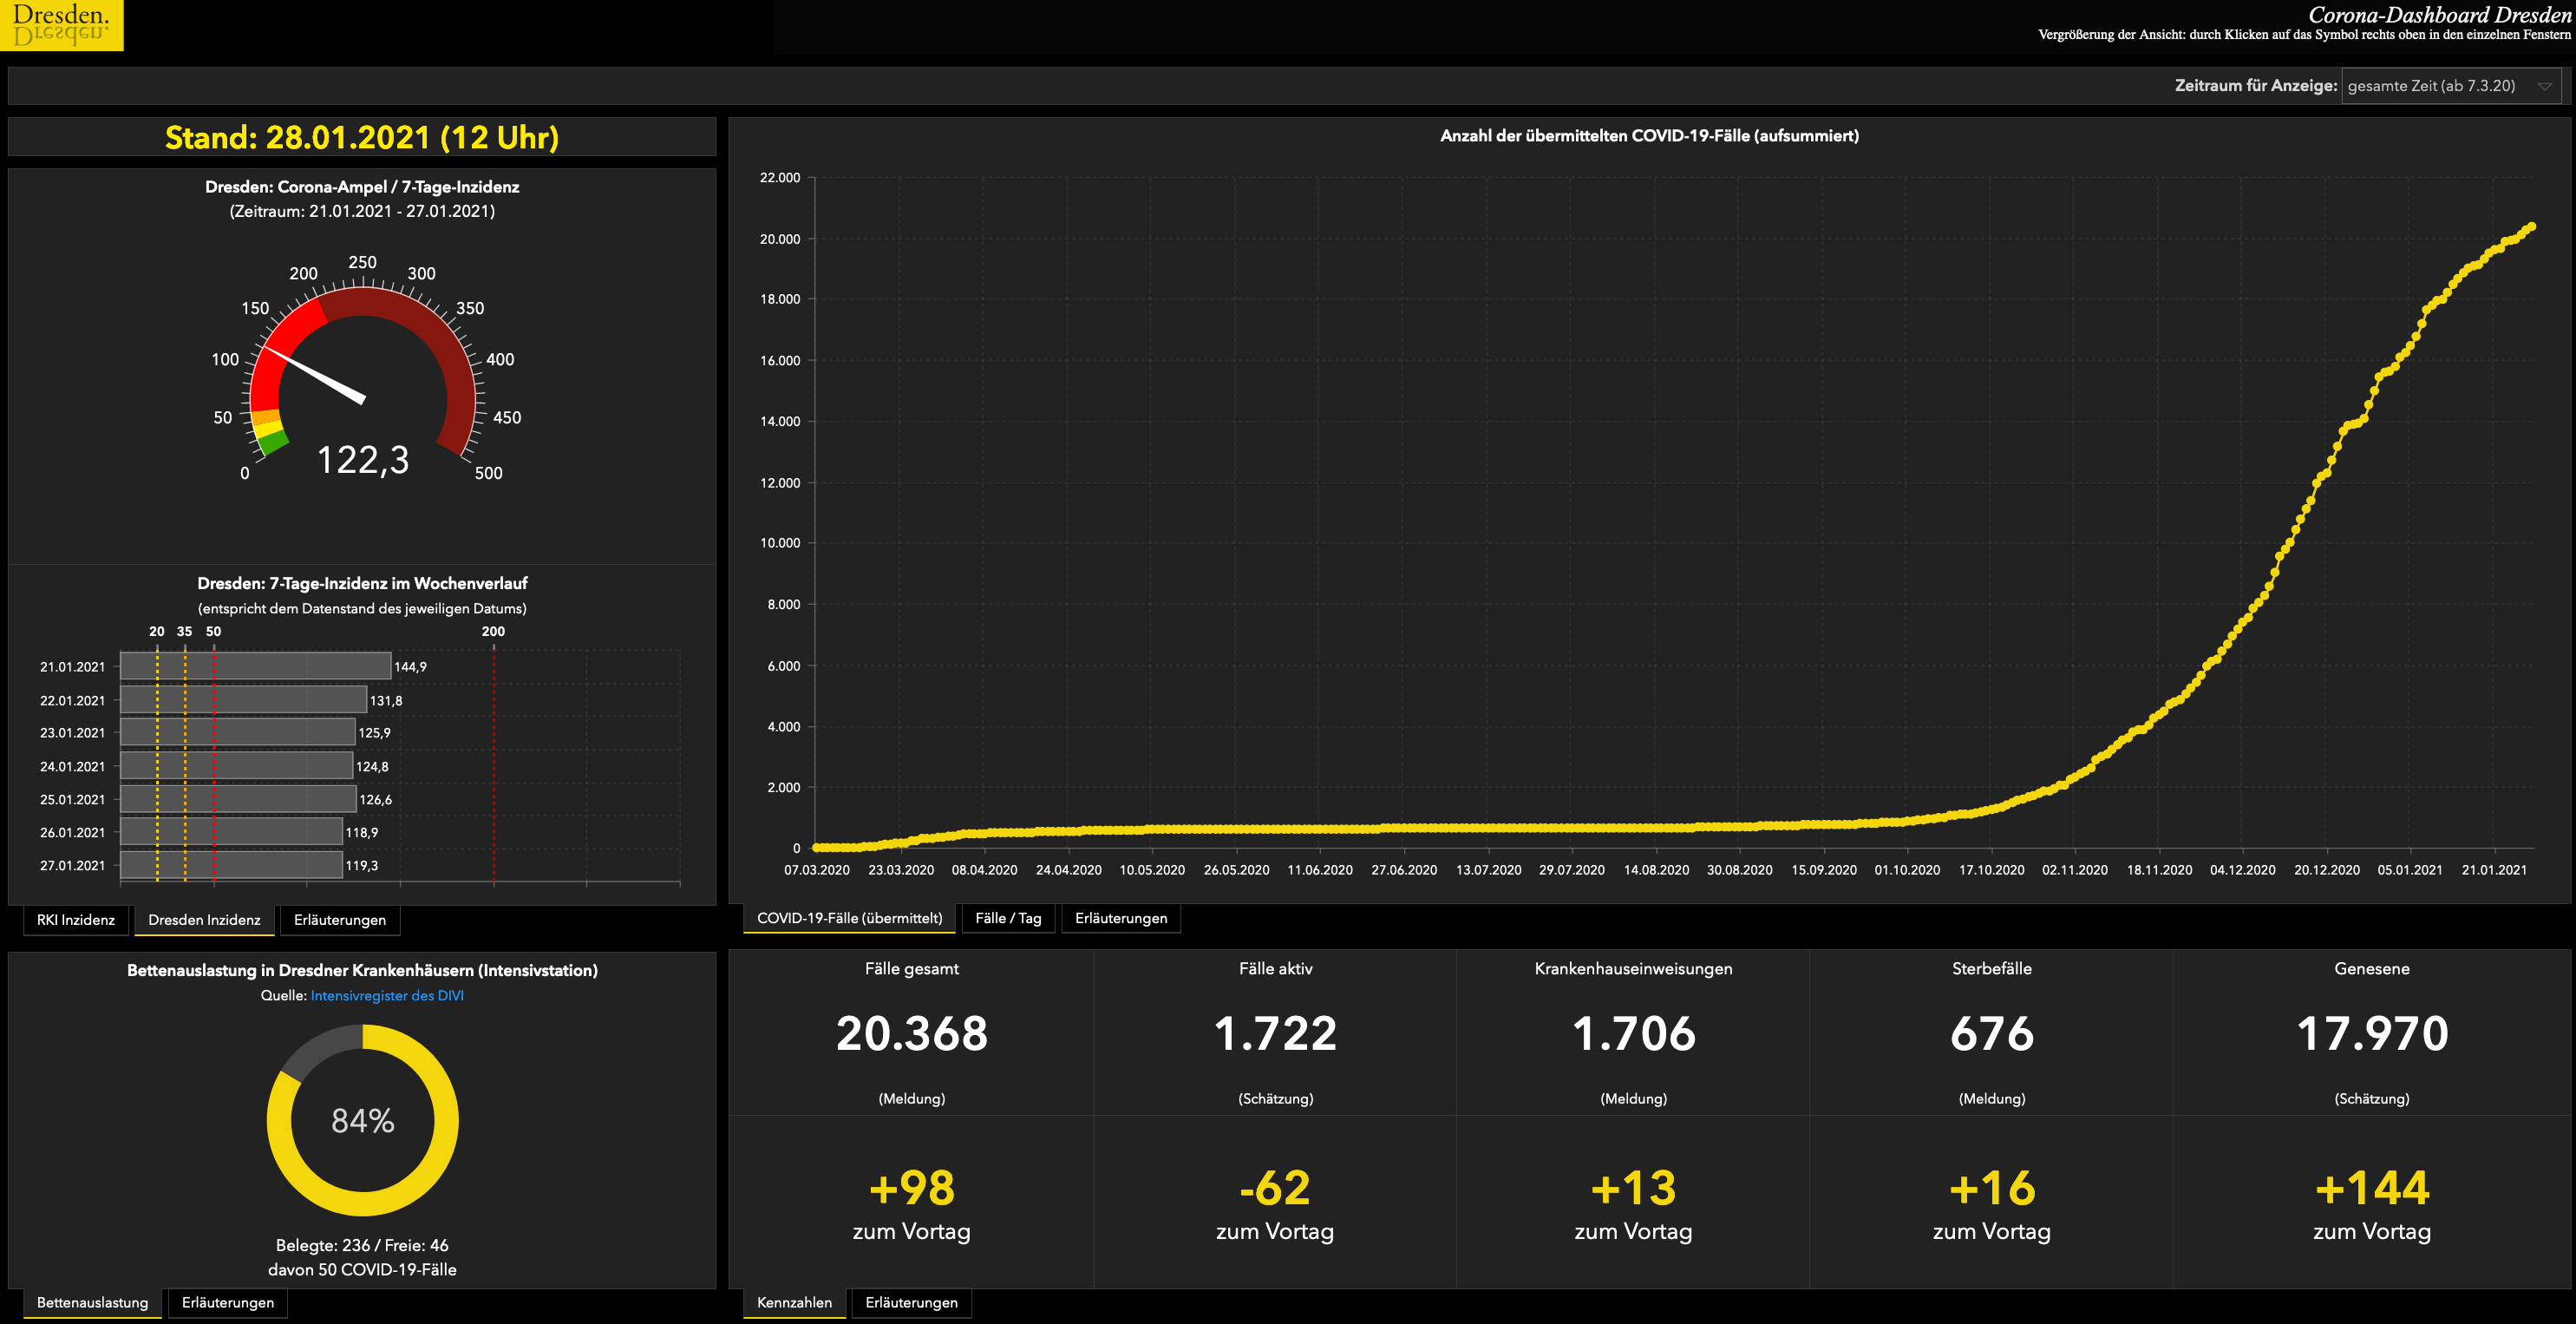 Dresden.
Dresden.
Corona-Dashboard Dresden
Vergrößerung der Ansicht: durch Klicken auf das Symbol rechts oben in den einzelnen Fenstern
Zeitraum für Anzeige: gesamte Zeit (ab 7.3.20)
Stand: 28.01.2021 (12 Uhr)
Dresden: Corona-Ampel / 7-Tage-Inzidenz
(Zeitraum: 21.01.2021 - 27.01.2021)
0
50
100
150
200
250
300
350
400
450
500
122,3
Dresden: 7-Tage-Inzidenz im Wochenverlauf
(entspricht dem Datenstand des jeweiligen Datums)
20 35 50 200
21.01.2021 144,9
22.01.2021 131,8
23.01.2021 125,9
24.01.2021 124,8
25.01.2021 126,6
26.01.2021 118,9
27.01.2021 119,3
RKI Inzidenz Dresden Inzidenz Erläuterungen
Bettenauslastung in Dresdner Krankenhäusern (Intensivstation)
Quelle: Intensivregister des DIVI
84%
Belegte: 236 / Freie: 46
davon 50 COVID-19-Fälle
Bettenauslastung Erläuterungen
Anzahl der übermittelten COVID-19-Fälle (aufsummiert)
22.000
20.000
18.000
16.000
14.000
12.000
10.000
8.000
6.000
4.000
2.000
0
07.03.2020 23.03.2020 08.04.2020 24.04.2020 10.05.2020 26.05.2020 11.06.2020 27.06.2020 13.07.2020 29.07.2020 14.08.2020 30.08.2020 15.09.2020 01.10.2020 17.10.2020 02.11.2020 18.11.2020 04.12.2020 20.12.2020 05.01.2021 21.01.2021
COVID-19-Fälle (übermittelt) Fälle / Tag Erläuterungen
Fälle gesamt Fälle aktiv Krankenhauseinweisungen Sterbefälle Genesene
20.368 1.722 1.706 676 17.970
(Meldung) (Schätzung) (Meldung) (Meldung) (Schätzung)
+98 -62 +13 +16 +144
zum Vortag zum Vortag zum Vortag zum Vortag zum Vortag
Kennzahlen Erläuterungen